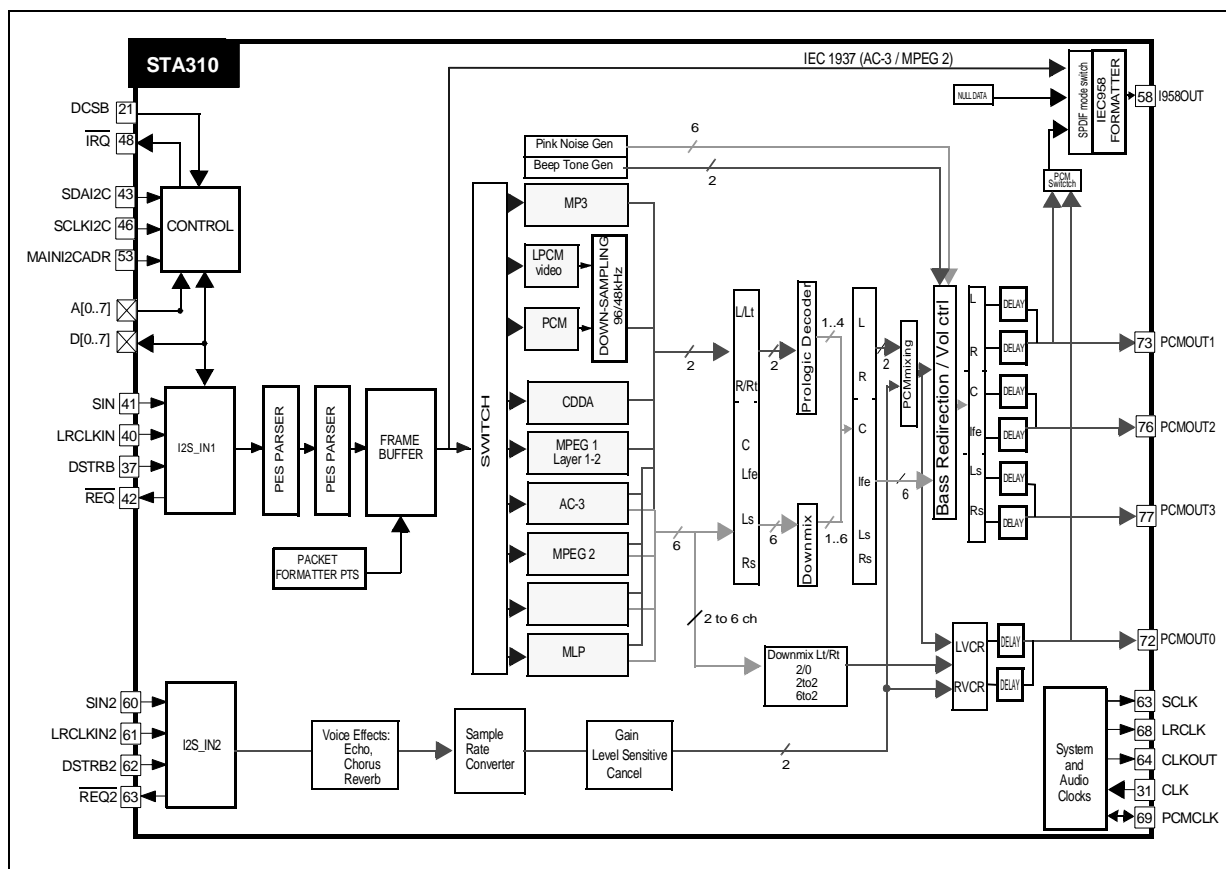 STA310
IEC 1937 (AC-3 / MPEG 2)
DCSB
21
IRQ
48
SDAI2C
43
SCLKI2C
46
MAINI2CADR
53
A[0..7]
D[0..7]
CONTROL
SIN
41
LRCLKIN
40
DSTRB
37
REQ
42
I2S_IN1
PES PARSER
PES PARSER
FRAME
BUFFER
PACKET
FORMATTER PTS
SWITCH
Pink Noise Gen
6
Beep Tone Gen
2
MP3
LPCM
video
PCM
DOWN-SAMPLING
96/48kHz
CDDA
MPEG 1
Layer 1-2
AC-3
MPEG 2
MLP
2
6
2 to 6 ch
L/Lt
R/Rt
C
Lfe
Ls
Rs
2
6
Prologic Decoder
Downmix
1..4
1..6
L
R
C
lfe
Ls
Rs
2
6
PCMmixing
Bass Redirection / Vol ctrl
L
R
C
lfe
Ls
Rs
DELAY
DELAY
DELAY
DELAY
DELAY
DELAY
NULL DATA
SPDIF mode switch
IEC958
FORMATTER
58
I958OUT
PCM
Switctch
73
PCMOUT1
76
PCMOUT2
77
PCMOUT3
72
PCMOUT0
Downmix Lt/Rt
2/0
2to2
6to2
LVCR
RVCR
DELAY
DELAY
SIN2
60
LRCLKIN2
61
DSTRB2
62
REQ2
63
I2S_IN2
Voice Effects:
Echo,
Chorus
Reverb
Sample
Rate
Converter
Gain
Level Sensitive
Cancel
2
System
and
Audio
Clocks
63
SCLK
68
LRCLK
64
CLKOUT
31
CLK
69
PCMCLK